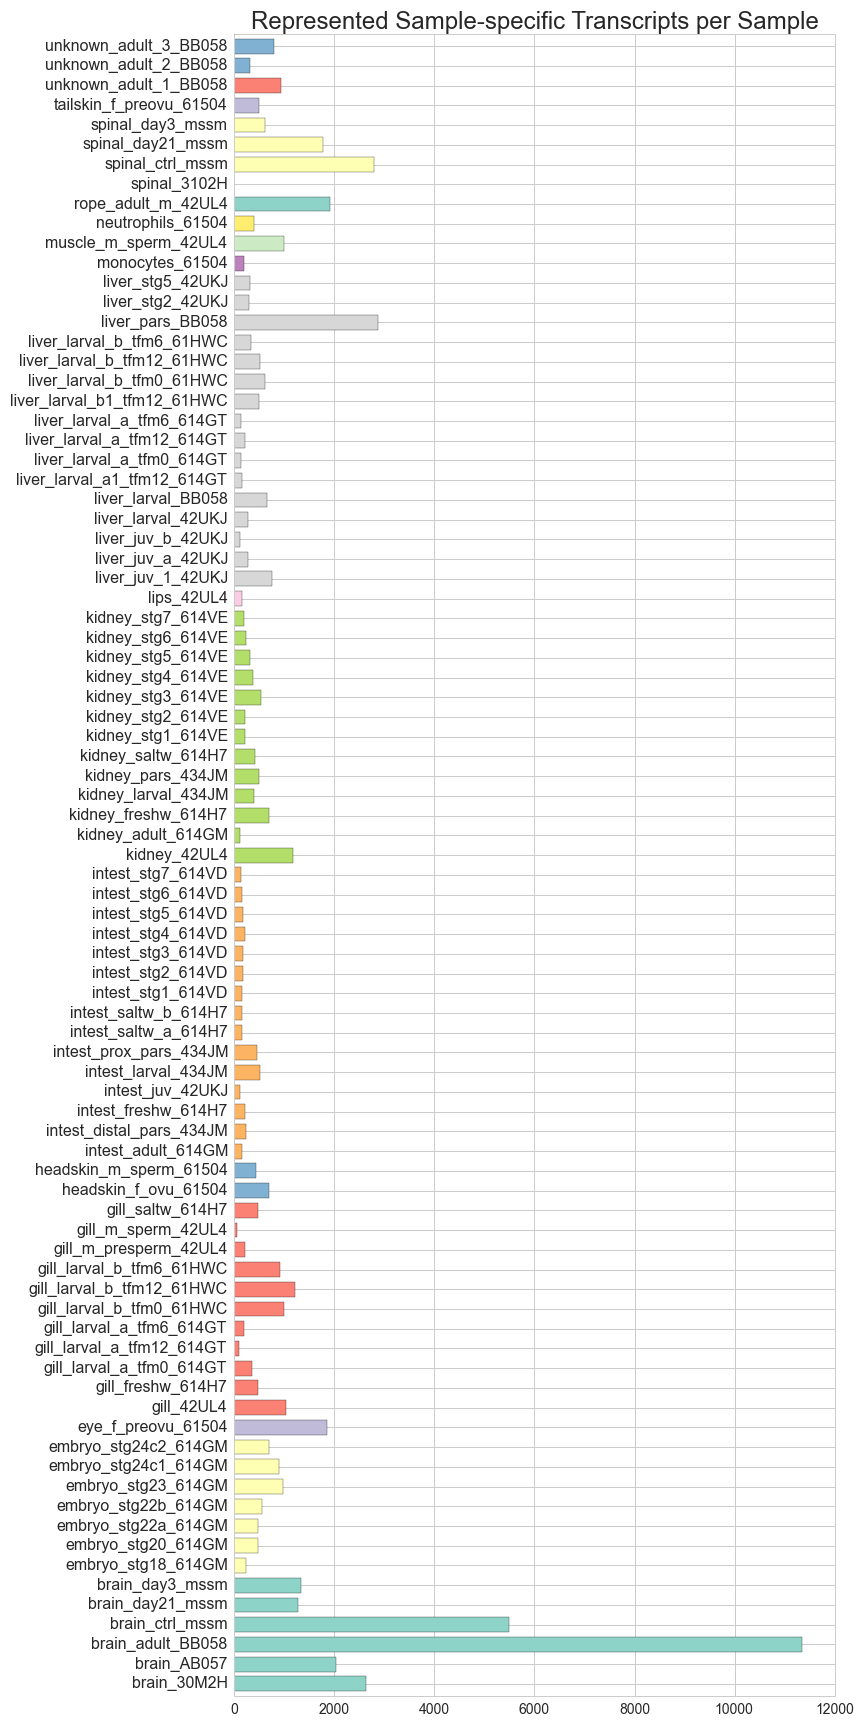 Represented Sample-specific Transcripts per Sample
unknown_adult_3_BB058
unknown_adult_2_BB058
unknown_adult_1_BB058
tailskin_f_preovu_61504
spinal_day3_mssm
spinal_day21_mssm
spinal_ctrl_mssm
spinal_3102H
rope_adult_m_42UL4
neutrophils_61504
muscle_m_sperm_42UL4
monocytes_61504
liver_stg5_42UKJ
liver_stg2_42UKJ
liver_pars_BB058
liver_larval_b_tfm6_61HWC
liver_larval_b_tfm12_61HWC
liver_larval_b_tfm0_61HWC
liver_larval_b1_tfm12_61HWC
liver_larval_a_tfm6_614GT
liver_larval_a_tfm12_614GT
liver_larval_a_tfm0_614GT
liver_larval_a1_tfm12_614GT
liver_larval_BB058
liver_larval_42UKJ
liver_juv_b_42UKJ
liver_juv_a_42UKJ
liver_juv_1_42UKJ
lips_42UL4
kidney_stg7_614VE
kidney_stg6_614VE
kidney_stg5_614VE
kidney_stg4_614VE
kidney_stg3_614VE
kidney_stg2_614VE
kidney_stg1_614VE
kidney_saltw_614H7
kidney_pars_434JM
kidney_larval_434JM
kidney_freshw_614H7
kidney_adult_614GM
kidney_42UL4
intest_stg7_614VD
intest_stg6_614VD
intest_stg5_614VD
intest_stg4_614VD
intest_stg3_614VD
intest_stg2_614VD
intest_stg1_614VD
intest_saltw_b_614H7
intest_saltw_a_614H7
intest_prox_pars_434JM
intest_larval_434JM
intest_juv_42UKJ
intest_freshw_614H7
intest_distal_pars_434JM
intest_adult_614GM
headskin_m_sperm_61504
headskin_f_ovu_61504
gill_saltw_614H7
gill_m_sperm_42UL4
gill_m_presperm_42UL4
gill_larval_b_tfm6_61HWC
gill_larval_b_tfm12_61HWC
gill_larval_b_tfm0_61HWC
gill_larval_a_tfm6_614GT
gill_larval_a_tfm12_614GT
gill_larval_a_tfm0_614GT
gill_freshw_614H7
gill_42UL4
eye_f_preovu_61504
embryo_stg24c2_614GM
embryo_stg24c1_614GM
embryo_stg23_614GM
embryo_stg22b_614GM
embryo_stg22a_614GM
embryo_stg20_614GM
embryo_stg18_614GM
brain_day3_mssm
brain_day21_mssm
brain_ctrl_mssm
brain_adult_BB058
brain_AB057
brain_30M2H
0 2000 4000 6000 8000 10000 12000